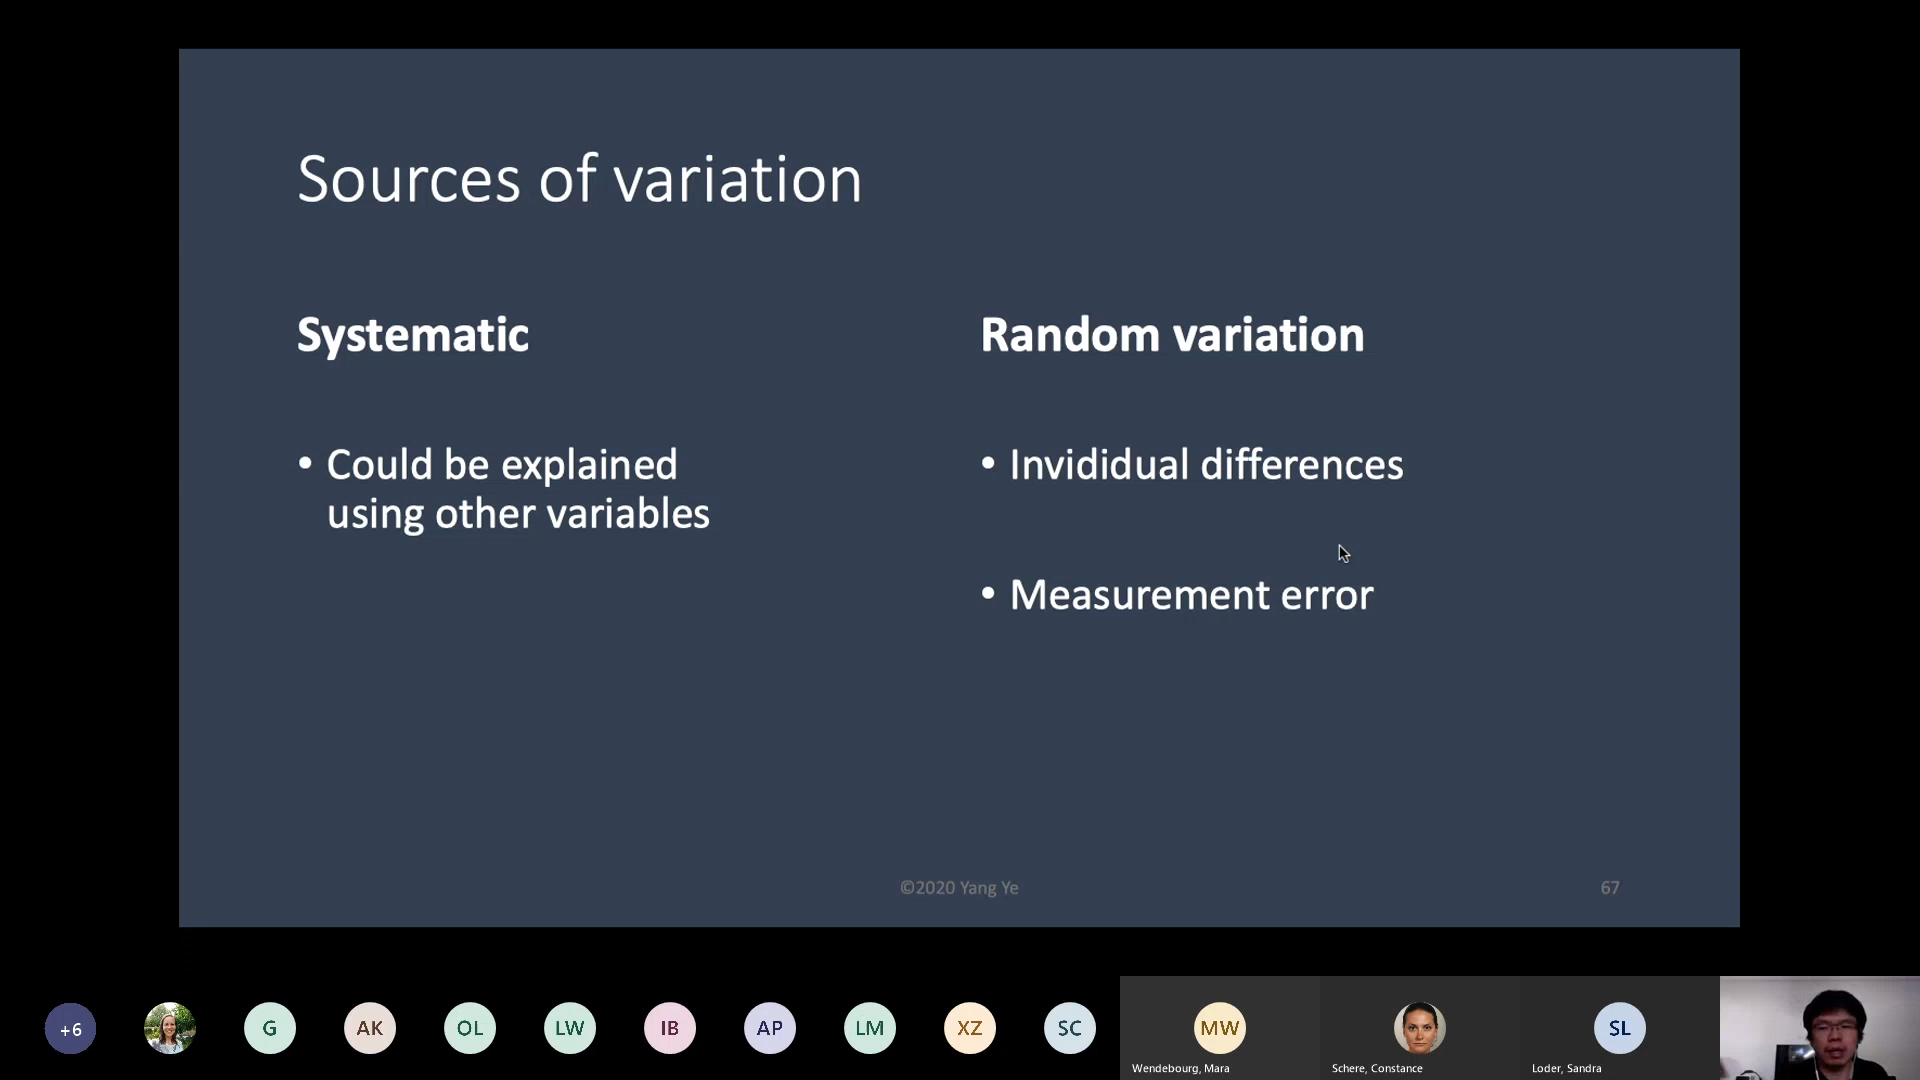 Sources of variation
Systematic
• Could be explained
using other variables
Random variation
• Invididual differences
• Measurement error
©2020 Yang Ye
67
+6
G
AK
OL
LW
IB
AP
LM
XZ
SC
MW
Wendebourg, Mara
Schere, Constance
SL
Loder, Sandra